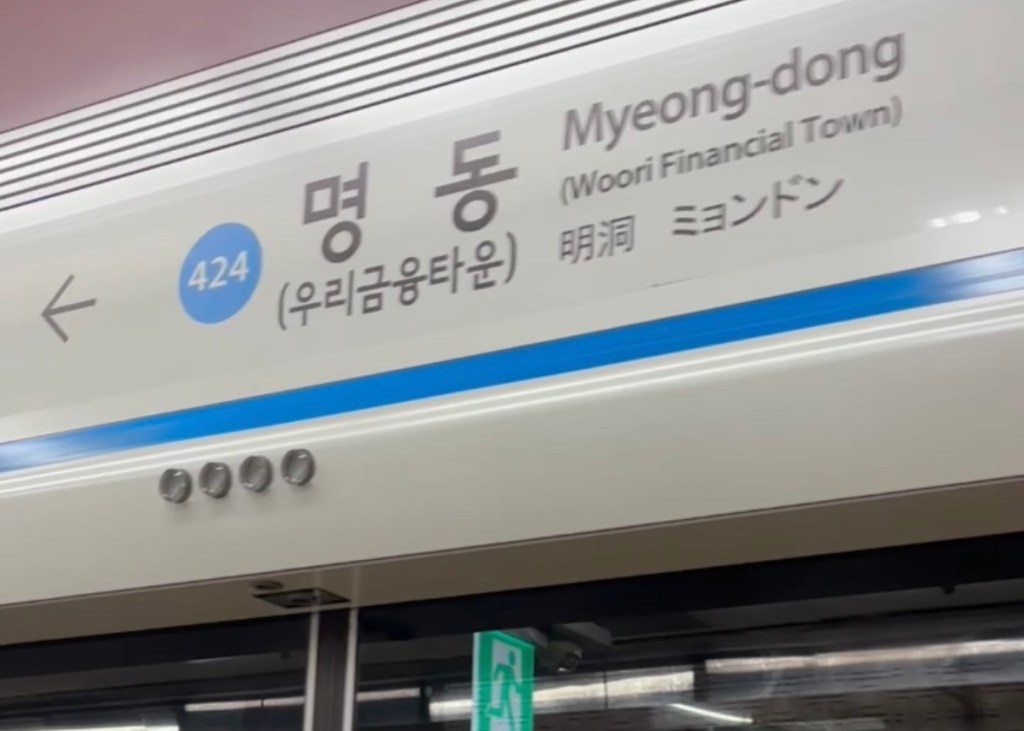 424
명동
(우리금융타운)
Myeong-dong
(Woori Financial Town)
明洞 ミョンドン